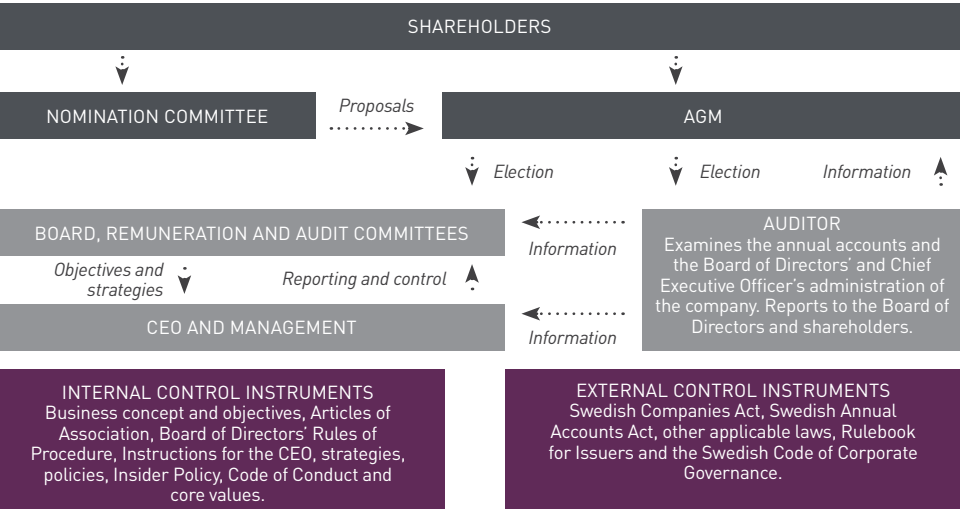 SHAREHOLDERS
NOMINATION COMMITTEE
Proposals
AGM
Election
Election
Information
BOARD, REMUNERATION AND AUDIT COMMITTEES
Information
AUDITOR
Examines the annual accounts and
the Board of Directors’ and Chief
Executive Officer’s administration of
the company. Reports to the Board of
Directors and shareholders.
Objectives and
strategies
Reporting and control
CEO AND MANAGEMENT
Information
INTERNAL CONTROL INSTRUMENTS
Business concept and objectives, Articles of
Association, Board of Directors’ Rules of
Procedure, Instructions for the CEO, strategies,
policies, Insider Policy, Code of Conduct and
core values.
EXTERNAL CONTROL INSTRUMENTS
Swedish Companies Act, Swedish Annual
Accounts Act, other applicable laws, Rulebook
for Issuers and the Swedish Code of Corporate
Governance.